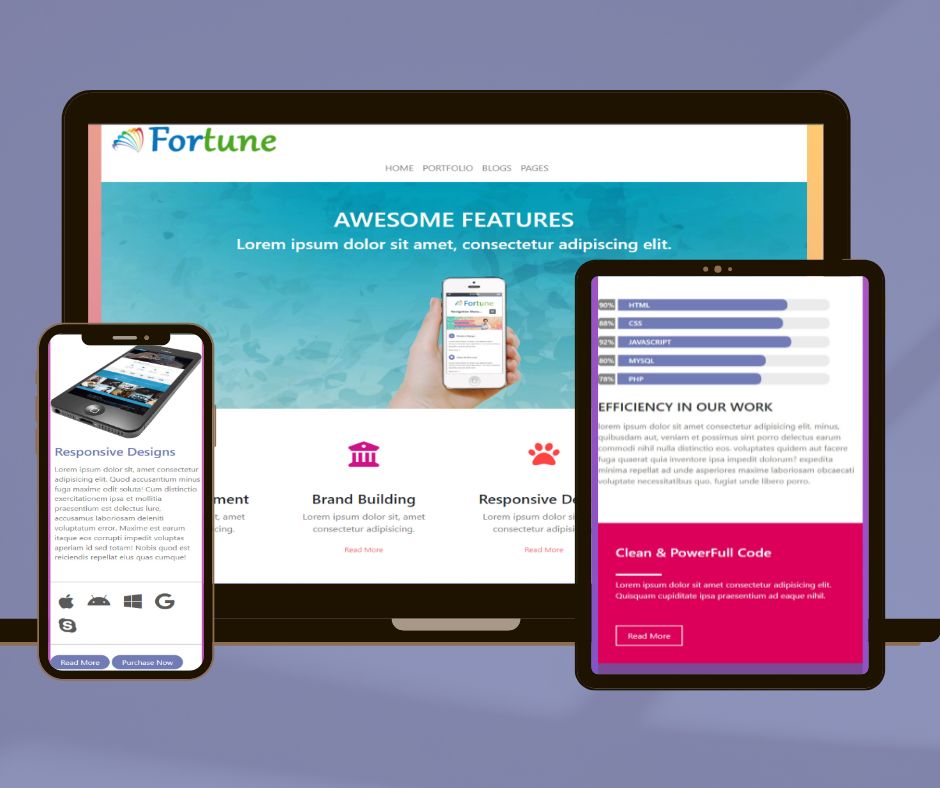 Fortune
HOME PORTFOLIO BLOGS PAGES
AWESOME FEATURES
Lorem ipsum dolor sit amet, consectetur adipiscing elit.
Fortune
ment
t, amet
cing.
Brand Building
Lorem ipsum dolor sit, amet
consectetur adipisicing.
Read More
Responsive De
Lorem ipsum dolor sit
consectetur adipisi
Read More
Responsive Designs
Lorem ipsum dolor sit, amet consectetur
adipisicing elit. Quod accusantium minus
fuga maxime edit soluta! Cum distinctio
exercitationem ipsa et mollitia
praesentium est delectus iure,
accusamus laboriosam deleniti
voluptatum error. Maxime est earum
itaque eos corrupti impedit voluptas
aperiam id sed totam! Nobis quod est
reiciendis repellat eius quas cumque!
Read More Purchase Now
90% HTML
88% CSS
92% JAVASCRIPT
80% MYSQL
78% PHP
EFFICIENCY IN OUR WORK
lorem ipsum dolor sit amet consectetur adipisicing elit. minus,
quibusdam aut, veniam et possimus sint porro delectus earum
commodi nihil nulla distinctio eos. voluptates quidem aut facere
fuga quaerat quia inventore ipsa impedit dolorum? expedita
minima repellat ad unde asperiores maxime laboriosam obcaecati
voluptate necessitatibus quo. fugiat unde libero porro.
Clean & PowerFull Code
Lorem ipsum dolor sit amet consectetur adipisicing elit.
Quisquam cupiditate ipsa praesentium ad eaque nihil.
Read More